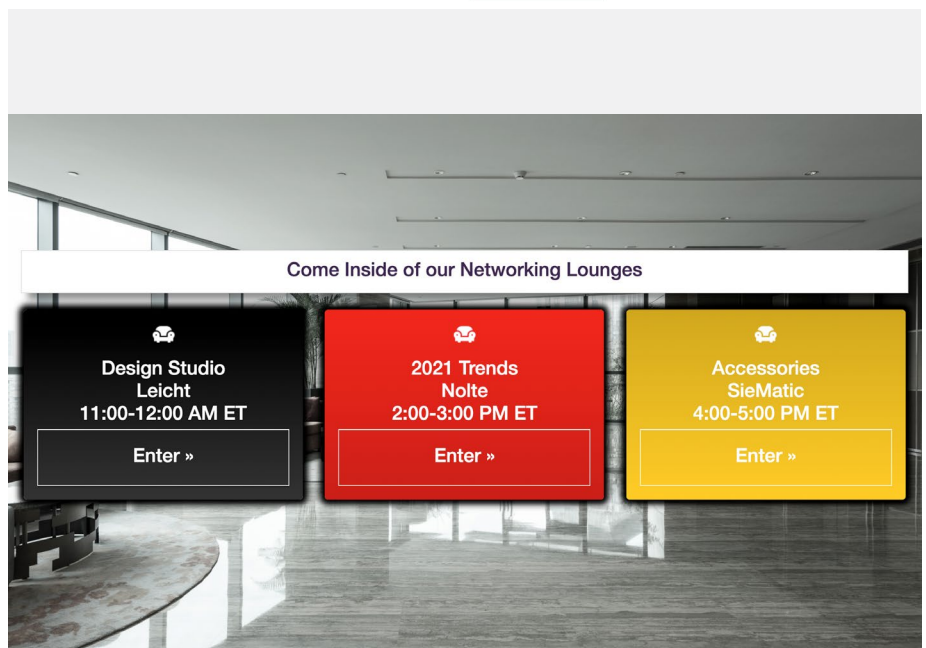 Come Inside of our Networking Lounges
Design Studio
Leicht
11:00-12:00 AM ET
Enter »
2021 Trends
Nolte
2:00-3:00 PM ET
Enter »
Accessories
SieMatic
4:00-5:00 PM ET
Enter »